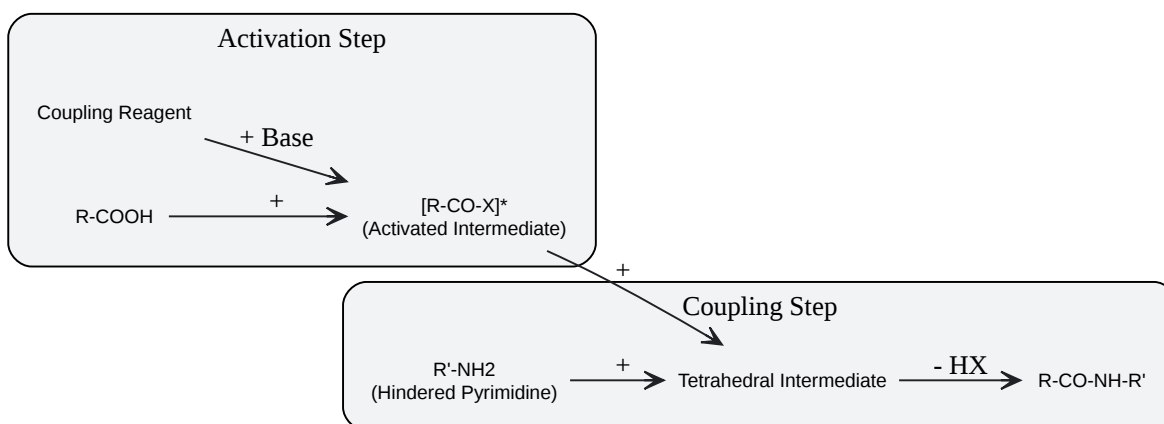 Activation Step
Coupling Reagent
+ Base
R-COOH
+
[R-CO-X]*
(Activated Intermediate)
+
Coupling Step
R'-NH2
(Hindered Pyrimidine)
+
Tetrahedral Intermediate
- HX
R-CO-NH-R'